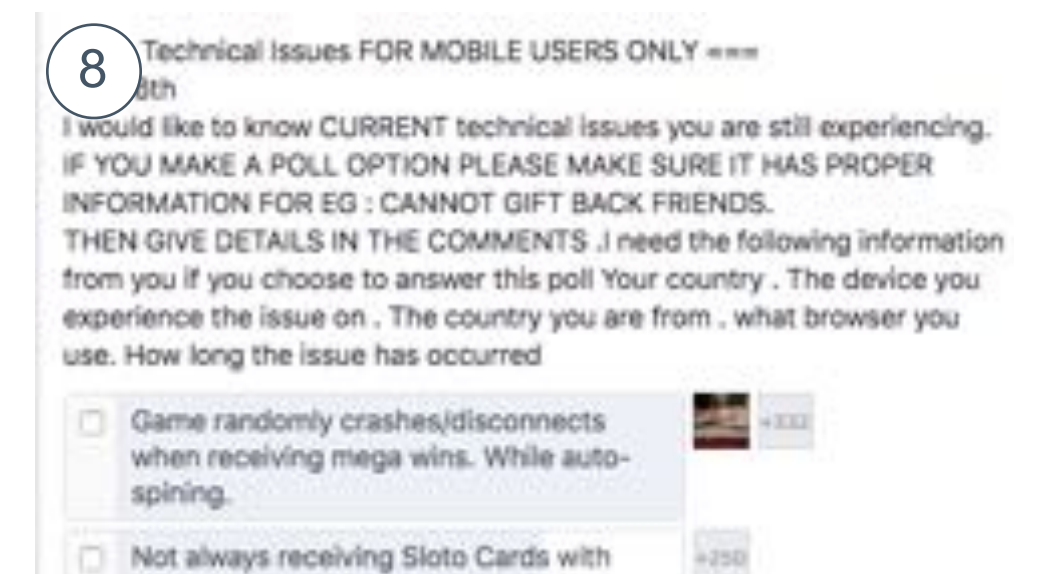 8
Technical Issues FOR MOBILE USERS ONLY ===
8th
I would like to know CURRENT technical issues you are still experiencing.
IF YOU MAKE A POLL OPTION PLEASE MAKE SURE IT HAS PROPER
INFORMATION FOR EG : CANNOT GIFT BACK FRIENDS.
THEN GIVE DETAILS IN THE COMMENTS .I need the following information
from you if you choose to answer this poll Your country . The device you
experience the issue on . The country you are from . what browser you
use. How long the issue has occurred
Game randomly crashes/disconnects
when receiving mega wins. While auto-
spining.
Not always receiving Sloto Cards with
+250